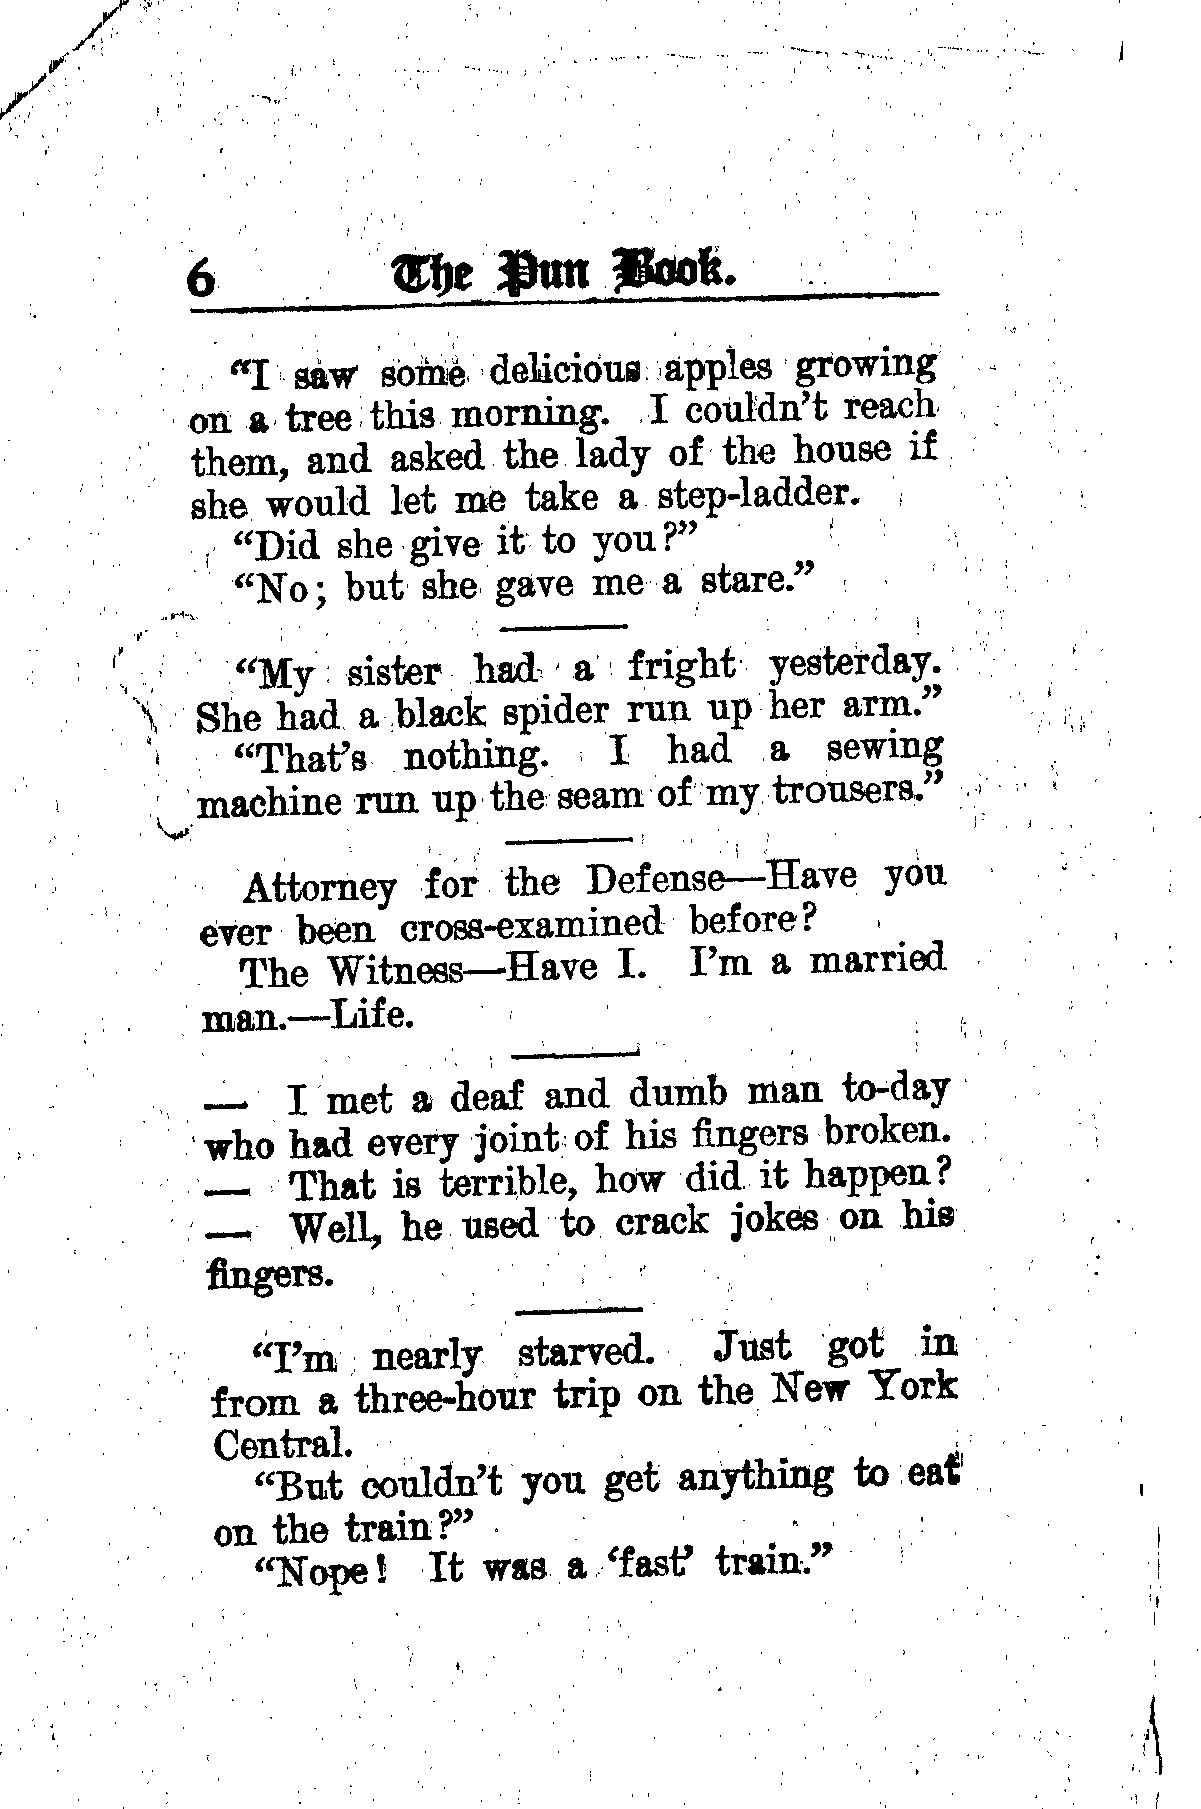 6 The Pun Book.
“I saw some delicious apples growing
on a tree this morning. I couldn’t reach
them, and asked the lady of the house if
she would let me take a step-ladder.
“Did she give it to you?”
“No; but she gave me a stare.”
“My sister had a fright yesterday.
She had a black spider run up her arm.”
“That’s nothing. I had a sewing
machine run up the seam of my trousers.”
Attorney for the Defense—Have you
ever been cross-examined before?
The Witness—Have I. I’m a married
man.—Life.
— I met a deaf and dumb man to-day
who had every joint of his fingers broken.
— That is terrible, how did it happen?
— Well, he used to crack jokes on his
fingers.
“I’m nearly starved. Just got in
from a three-hour trip on the New York
Central.
“But couldn’t you get anything to eat
on the train?”
“Nope! It was a ‘fast’ train.”